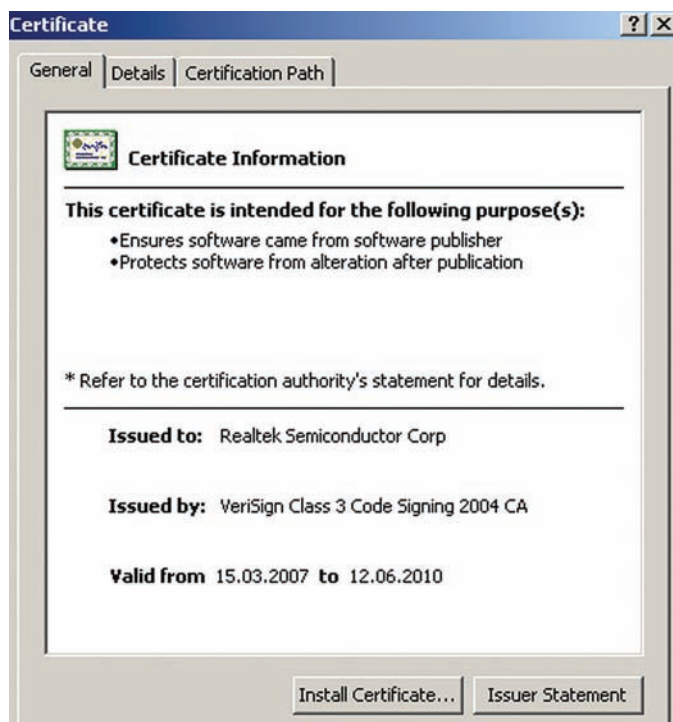 Certificate
General Details Certification Path
Certificate Information
This certificate is intended for the following purpose(s):
•Ensures software came from software publisher
•Protects software from alteration after publication
* Refer to the certification authority's statement for details.
Issued to: Realtek Semiconductor Corp
Issued by: VeriSign Class 3 Code Signing 2004 CA
Valid from 15.03.2007 to 12.06.2010
Install Certificate... Issuer Statement